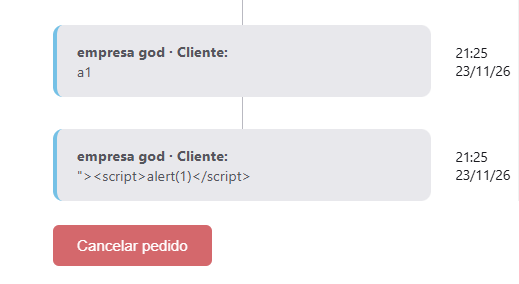 empresa god · Cliente:
a1
21:25
23/11/26
empresa god · Cliente:
"><script>alert(1)</script>
21:25
23/11/26
Cancelar pedido